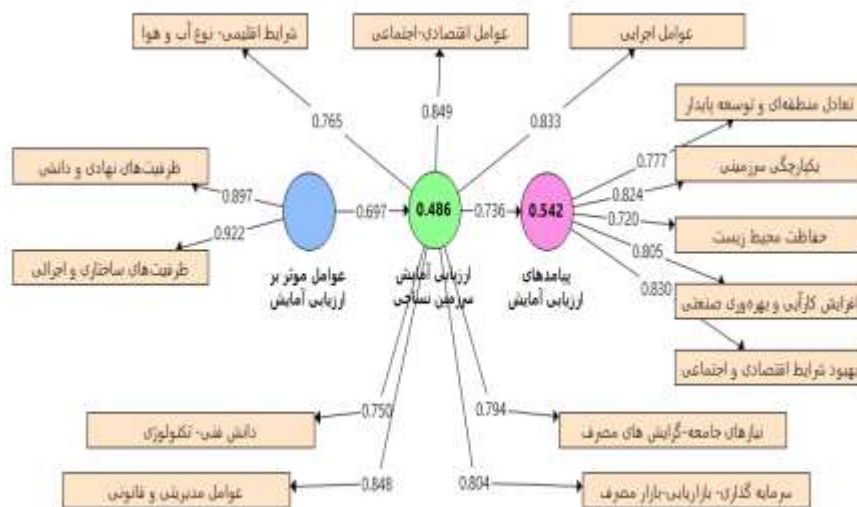 شرایط اقلیمی- نوع آب و هوا
عوامل اقتصادی-اجتماعی
عوامل اجرایی
0.765
0.849
0.833
تعادل منطقه‌ای و توسعه پایدار
یکپارچگی سرزمینی
حفاظت محیط زیست
افزایش کارآیی و بهره‌وری صنعتی
بهبود شرایط اقتصادی و اجتماعی
0.777
0.824
0.720
0.805
0.830
ظرفیت‌های نهادی و دانشی
ظرفیت‌های ساختاری و اجرائی
0.897
0.922
0.697
0.486
0.736
0.542
عوامل موثر بر
ارزیابی آمایش
ارزیابی آمایش
سرزمین نساجی
پیامدهای
ارزیابی آمایش
0.750
0.848
0.794
0.804
دانش فنی- تکنولوژی
عوامل مدیریتی و قانونی
نیازهای جامعه-گرایش های مصرف
سرمایه گذاری- بازاریابی-بازار مصرف